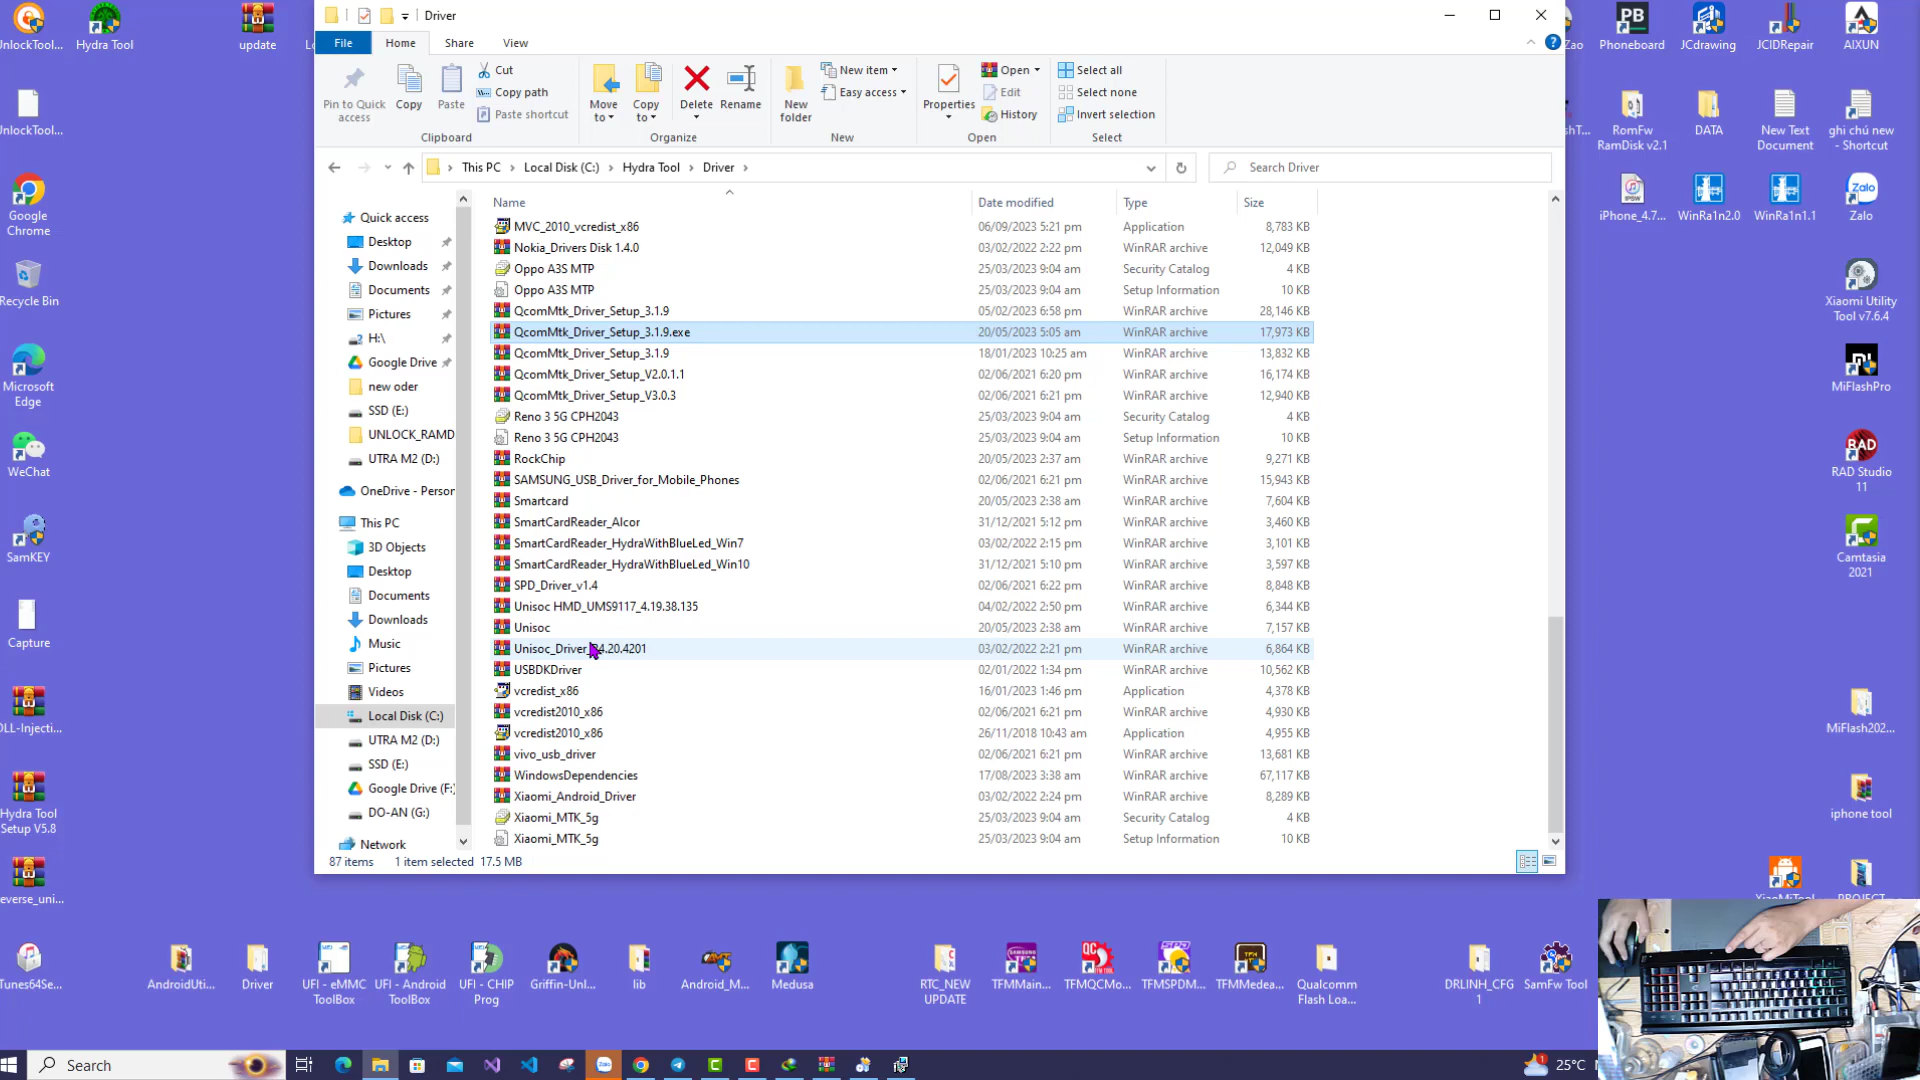 Driver
File
Home
Share
View
Pin to Quick access
Copy
Paste
Cut
Copy path
Paste shortcut
Clipboard
Move to
Copy to
Delete
Rename
Organize
New folder
New item
Easy access
New
Properties
Open
Edit
History
Open
Select all
Select none
Invert selection
Select
This PC > Local Disk (C:) > Hydra Tool > Driver >
Search Driver
Name Date modified Type Size
MVC_2010_vcredist_x86 06/09/2023 5:21 pm Application 8,783 KB
Nokia_Drivers Disk 1.4.0 03/02/2022 2:22 pm WinRAR archive 12,049 KB
Oppo A3S MTP 25/03/2023 9:04 am Security Catalog 4 KB
Oppo A3S MTP 25/03/2023 9:04 am Setup Information 10 KB
QcomMtk_Driver_Setup_3.1.9 05/02/2023 6:58 pm WinRAR archive 28,146 KB
QcomMtk_Driver_Setup_3.1.9.exe 20/05/2023 5:05 am WinRAR archive 17,973 KB
QcomMtk_Driver_Setup_3.1.9 18/01/2023 10:25 am WinRAR archive 13,832 KB
QcomMtk_Driver_Setup_V2.0.1.1 02/06/2021 6:20 pm WinRAR archive 16,174 KB
QcomMtk_Driver_Setup_V3.0.3 02/06/2021 6:21 pm WinRAR archive 12,940 KB
Reno 3 5G CPH2043 25/03/2023 9:04 am Security Catalog 4 KB
Reno 3 5G CPH2043 25/03/2023 9:04 am Setup Information 10 KB
RockChip 20/05/2023 2:37 am WinRAR archive 9,271 KB
SAMSUNG_USB_Driver_for_Mobile_Phones 02/06/2021 6:21 pm WinRAR archive 15,943 KB
Smartcard 20/05/2023 2:38 am WinRAR archive 7,604 KB
SmartCardReader_Alcor 31/12/2021 5:12 pm WinRAR archive 3,460 KB
SmartCardReader_HydraWithBlueLed_Win7 03/02/2022 2:15 pm WinRAR archive 3,101 KB
SmartCardReader_HydraWithBlueLed_Win10 31/12/2021 5:10 pm WinRAR archive 3,597 KB
SPD_Driver_v1.4 02/06/2021 6:22 pm WinRAR archive 8,848 KB
Unisoc HMD_UMS9117_4.19.38.135 04/02/2022 2:50 pm WinRAR archive 6,344 KB
Unisoc 20/05/2023 2:38 am WinRAR archive 7,157 KB
Unisoc_Driver 4.20.4201 03/02/2022 2:21 pm WinRAR archive 6,864 KB
USBDKDriver 02/01/2022 1:34 pm WinRAR archive 10,562 KB
vcredist_x86 16/01/2023 1:46 pm Application 4,378 KB
vcredist2010_x86 02/06/2021 6:21 pm WinRAR archive 4,930 KB
vcredist2010_x86 26/11/2018 10:43 am Application 4,955 KB
vivo_usb_driver 02/06/2021 6:21 pm WinRAR archive 13,681 KB
WindowsDependencies 17/08/2023 3:38 am WinRAR archive 67,117 KB
Xiaomi_Android_Driver 03/02/2022 2:24 pm WinRAR archive 8,289 KB
Xiaomi_MTK_5g 25/03/2023 9:04 am Security Catalog 4 KB
Xiaomi_MTK_5g 25/03/2023 9:04 am Setup Information 10 KB
Quick access
Desktop
Downloads
Documents
Pictures
H:\
Google Drive
new oder
SSD (E:)
UNLOCK_RAMD
UTRA M2 (D:)
OneDrive - Person
This PC
3D Objects
Desktop
Documents
Downloads
Music
Pictures
Videos
Local Disk (C:)
UTRA M2 (D:)
SSD (E:)
Google Drive (F:
DO-AN (G:)
Network
87 items 1 item selected 17.5 MB
UnlockTool...
Hydra Tool
update
UnlockTool...
Google Chrome
Recycle Bin
Microsoft Edge
WeChat
SamKEY
Capture
DLL-Injecti...
Hydra Tool Setup V5.8
everse_uni...
Tunes64Se...
Zao
Phoneboard
JCdrawing
JCIDRepair
AIXUN
shT...
RomFw RamDisk v2.1
DATA
New Text Document
ghi chú new - Shortcut
iPhone_4.7...
WinRa1n2.0
WinRa1n1.1
Zalo
Xiaomi Utility Tool v7.6.4
MiFlashPro
RAD Studio 11
Camtasia 2021
MiFlash202...
iphone tool
XiaoMiTool
PROJECT
AndroidUti...
Driver
UFI - eMMC ToolBox
UFI - Android ToolBox
UFI - CHIP Prog
Griffin-Unl...
lib
Android_M...
Medusa
RTC_NEW UPDATE
TFMMain...
TFMQCMo...
TFMSPDM...
TFMMedea...
Qualcomm Flash Loa...
DRLINH_CFG 1
SamFw Tool
Search
25°C